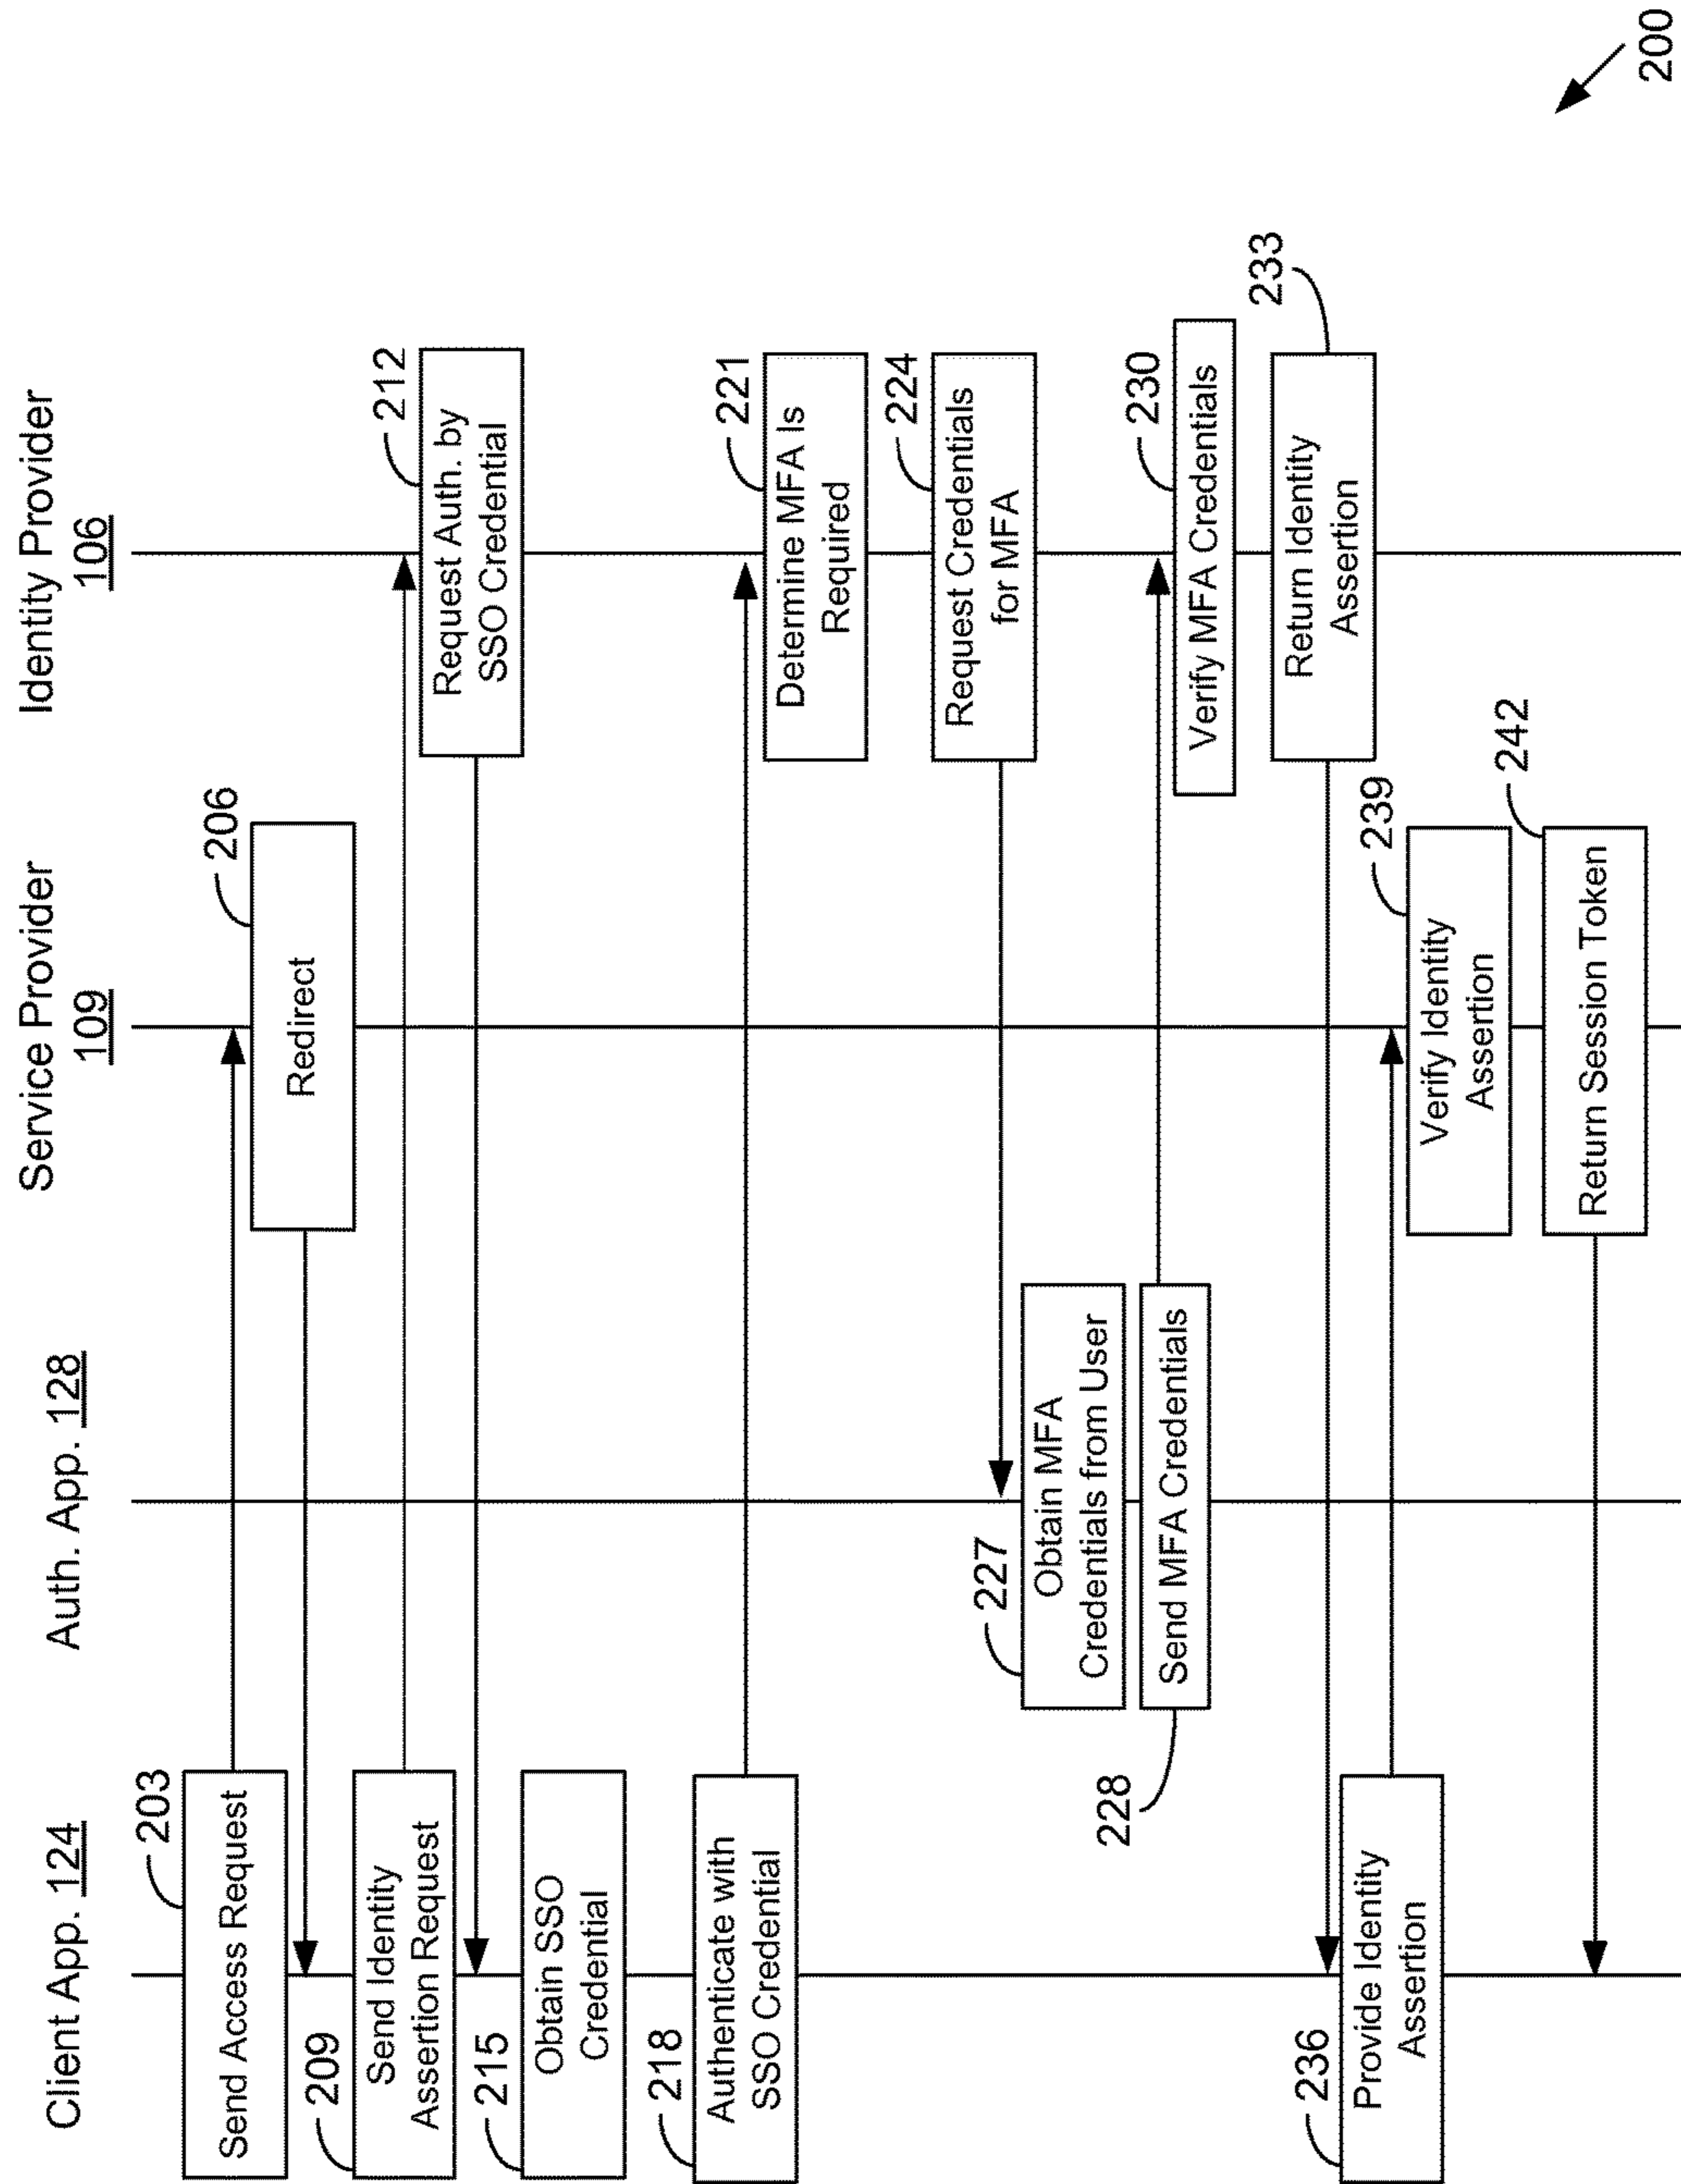 Client App. 124
Auth. App. 128
Service Provider
109
Identity Provider
106
203
Send Access Request
206
Redirect
209
Send Identity
Assertion Request
212
Request Auth. by
SSO Credential
215
Obtain SSO
Credential
218
Authenticate with
SSO Credential
221
Determine MFA Is
Required
224
Request Credentials
for MFA
227
Obtain MFA
Credentials from User
228
Send MFA Credentials
230
Verify MFA Credentials
233
Return Identity
Assertion
236
Provide Identity
Assertion
239
Verify Identity
Assertion
242
Return Session Token
200